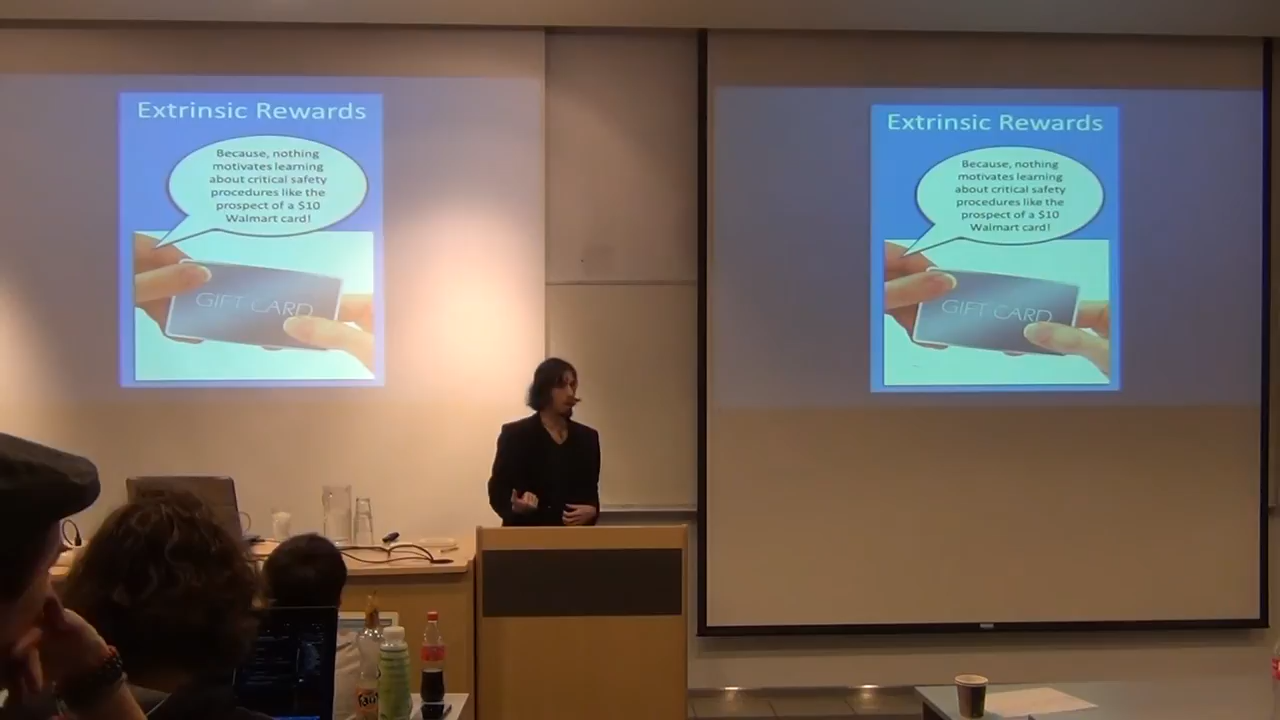 Extrinsic Rewards
Because, nothing
motivates learning
about critical safety
procedures like the
prospect of a $10
Walmart card!
GIFT CARD
Extrinsic Rewards
Because, nothing
motivates learning
about critical safety
procedures like the
prospect of a $10
Walmart card!
GIFT CARD